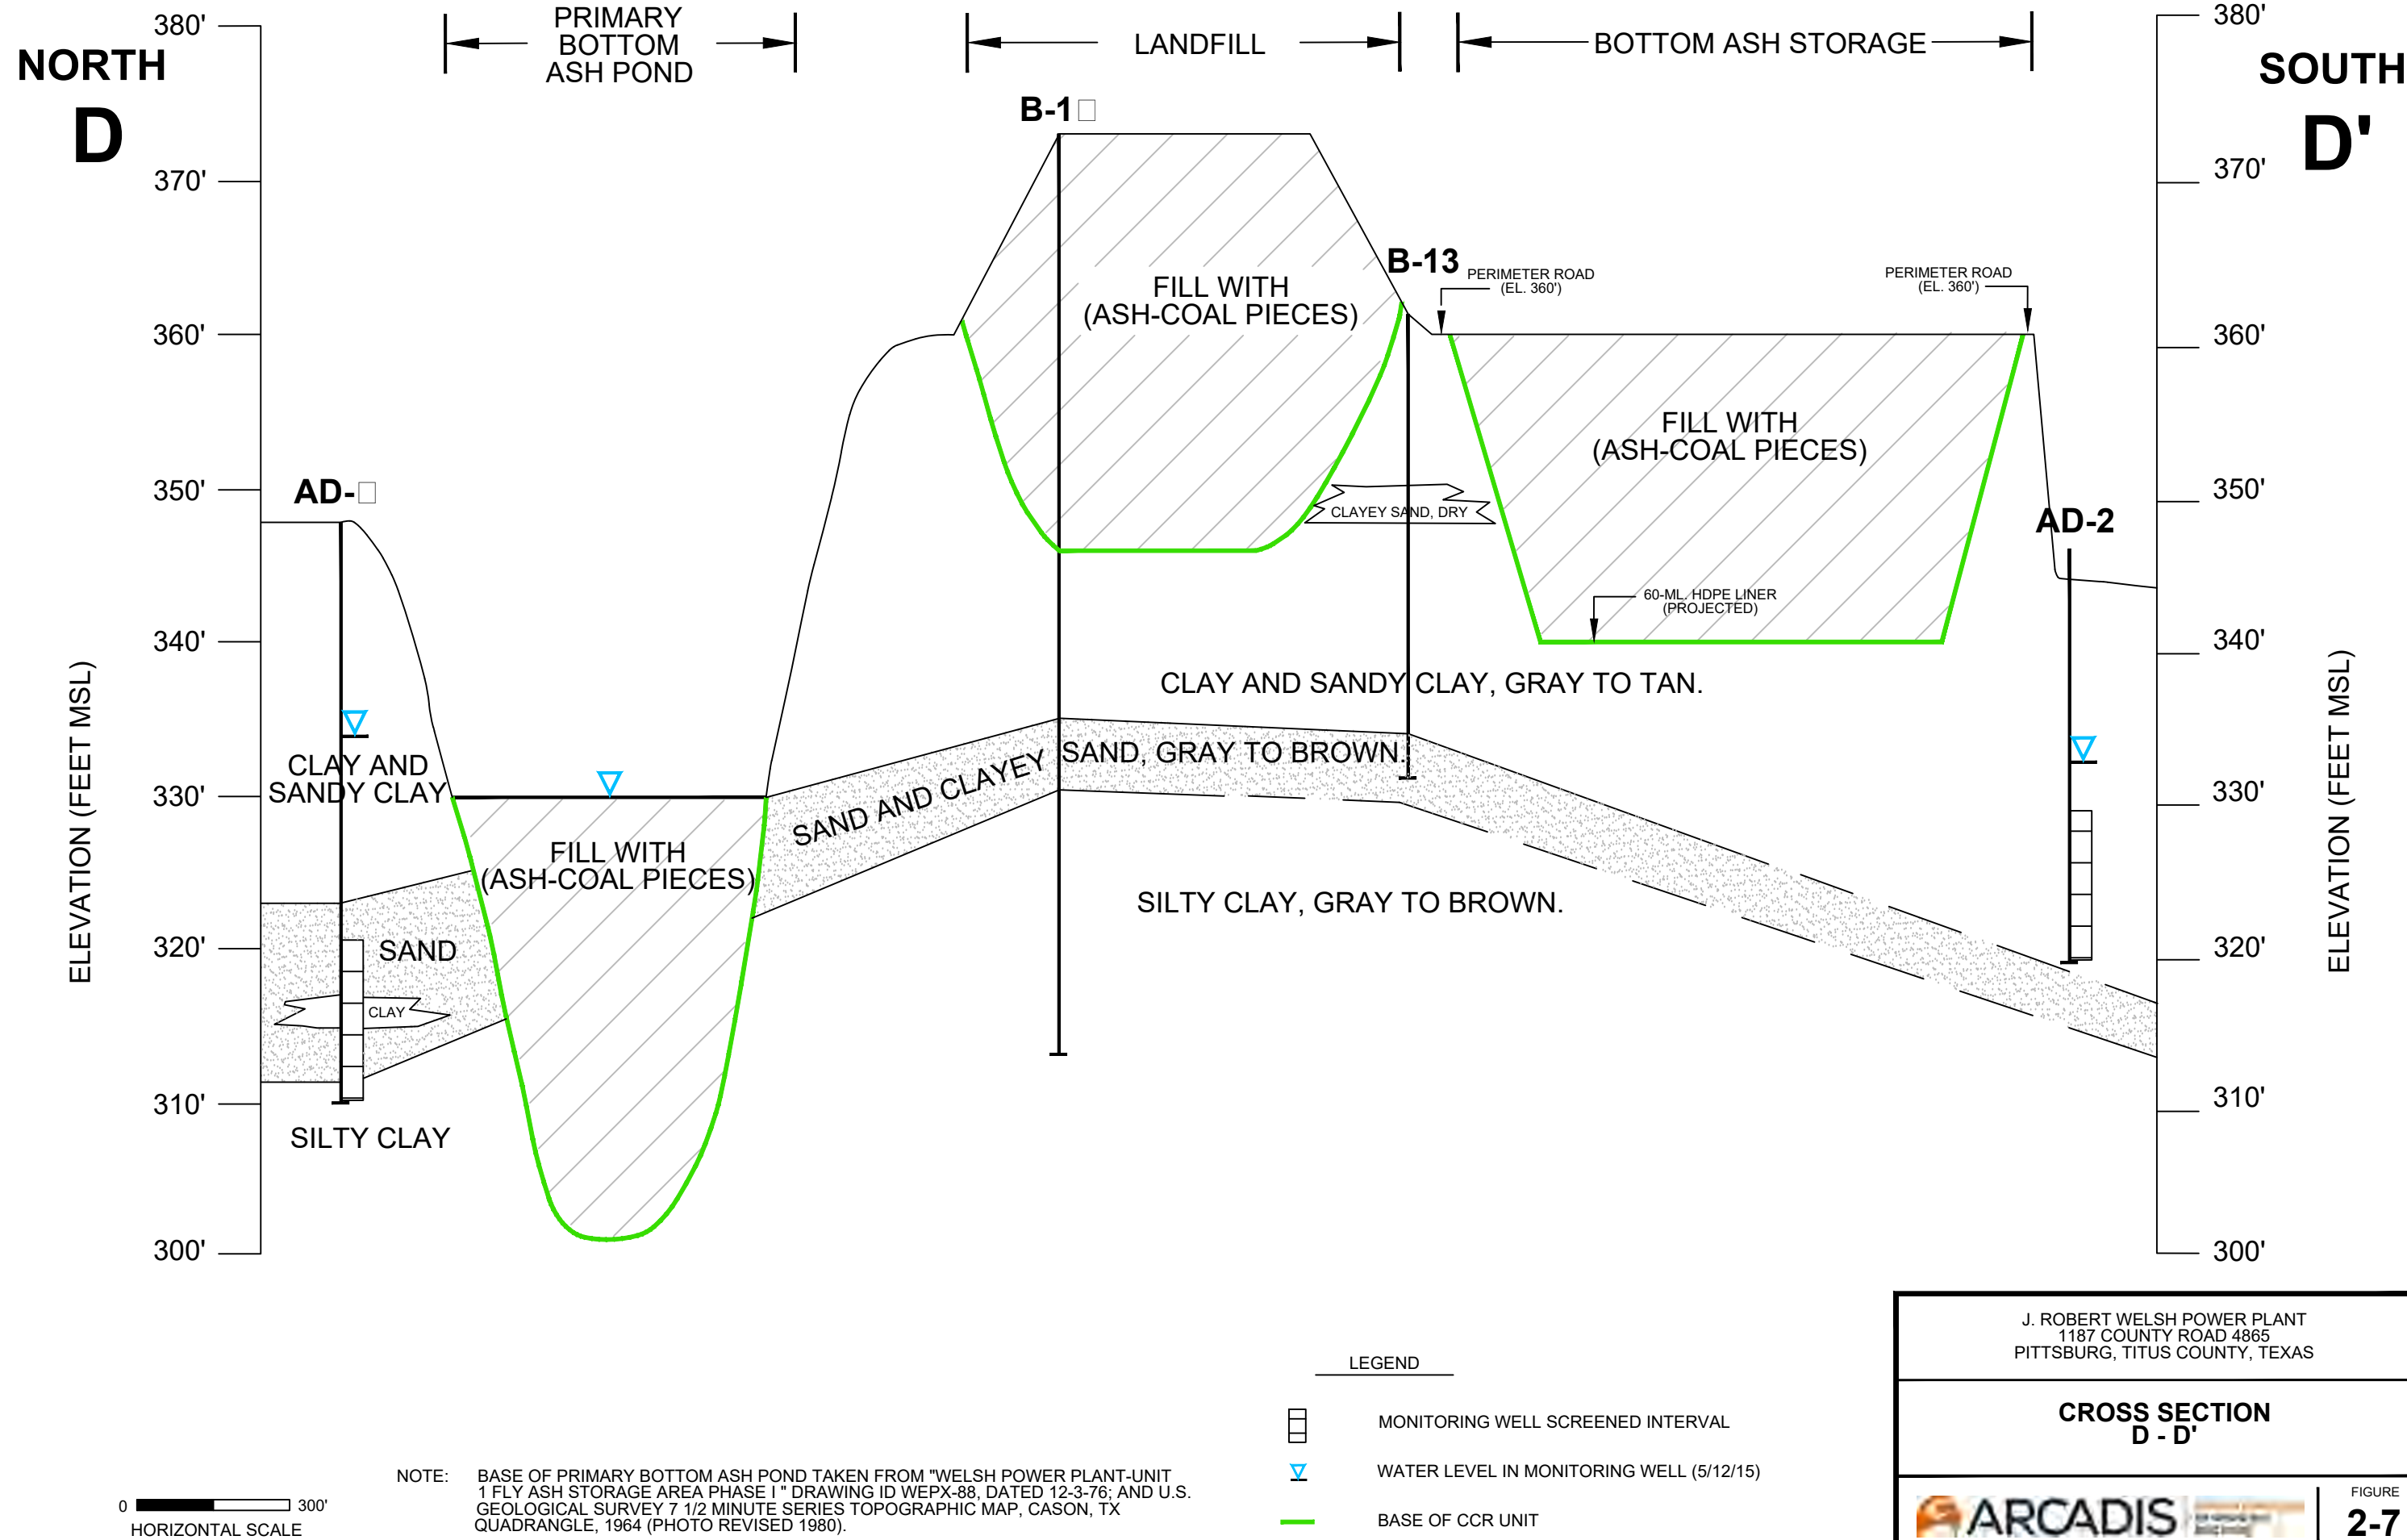 NORTH
D
SOUTH
D'
PRIMARY
BOTTOM
ASH POND
LANDFILL
BOTTOM ASH STORAGE
380'
370'
360'
350'
340'
330'
320'
310'
300'
ELEVATION (FEET MSL)
380'
370'
360'
350'
340'
330'
320'
310'
300'
ELEVATION (FEET MSL)
B-1
B-13
AD-
AD-2
PERIMETER ROAD
(EL. 360')
PERIMETER ROAD
(EL. 360')
FILL WITH
(ASH-COAL PIECES)
FILL WITH
(ASH-COAL PIECES)
CLAYEY SAND, DRY
60-ML. HDPE LINER
(PROJECTED)
CLAY AND SANDY CLAY, GRAY TO TAN.
CLAY AND
SANDY CLAY
SAND AND CLAYEY SAND, GRAY TO BROWN.
FILL WITH
(ASH-COAL PIECES)
SILTY CLAY, GRAY TO BROWN.
SAND
CLAY
SILTY CLAY
LEGEND
MONITORING WELL SCREENED INTERVAL
WATER LEVEL IN MONITORING WELL (5/12/15)
BASE OF CCR UNIT
0 300'
HORIZONTAL SCALE
NOTE: BASE OF PRIMARY BOTTOM ASH POND TAKEN FROM "WELSH POWER PLANT-UNIT
1 FLY ASH STORAGE AREA PHASE I " DRAWING ID WEPX-88, DATED 12-3-76; AND U.S.
GEOLOGICAL SURVEY 7 1/2 MINUTE SERIES TOPOGRAPHIC MAP, CASON, TX
QUADRANGLE, 1964 (PHOTO REVISED 1980).
J. ROBERT WELSH POWER PLANT
1187 COUNTY ROAD 4865
PITTSBURG, TITUS COUNTY, TEXAS
CROSS SECTION
D - D'
ARCADIS
FIGURE
2-7